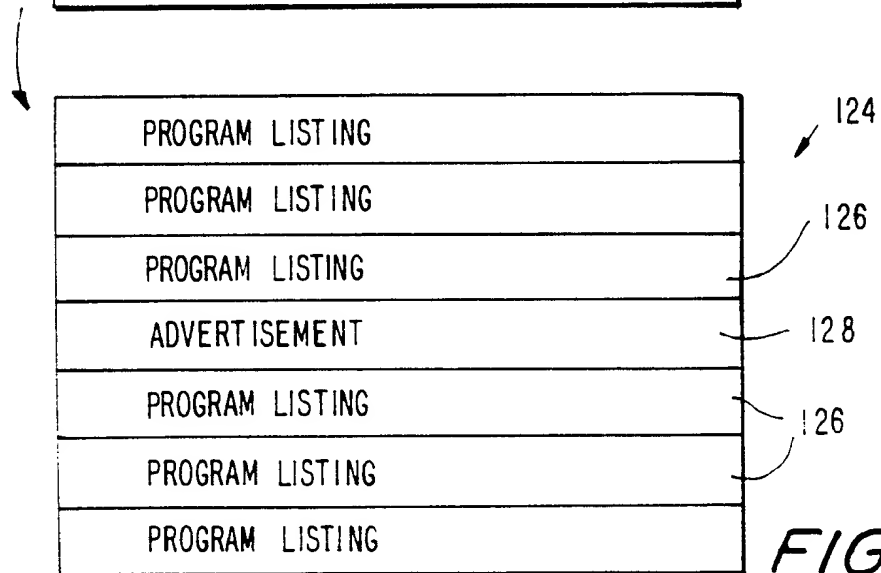 PROGRAM LISTING
124
PROGRAM LISTING
126
PROGRAM LISTING
ADVERTISEMENT
128
PROGRAM LISTING
126
PROGRAM LISTING
PROGRAM LISTING
FIG